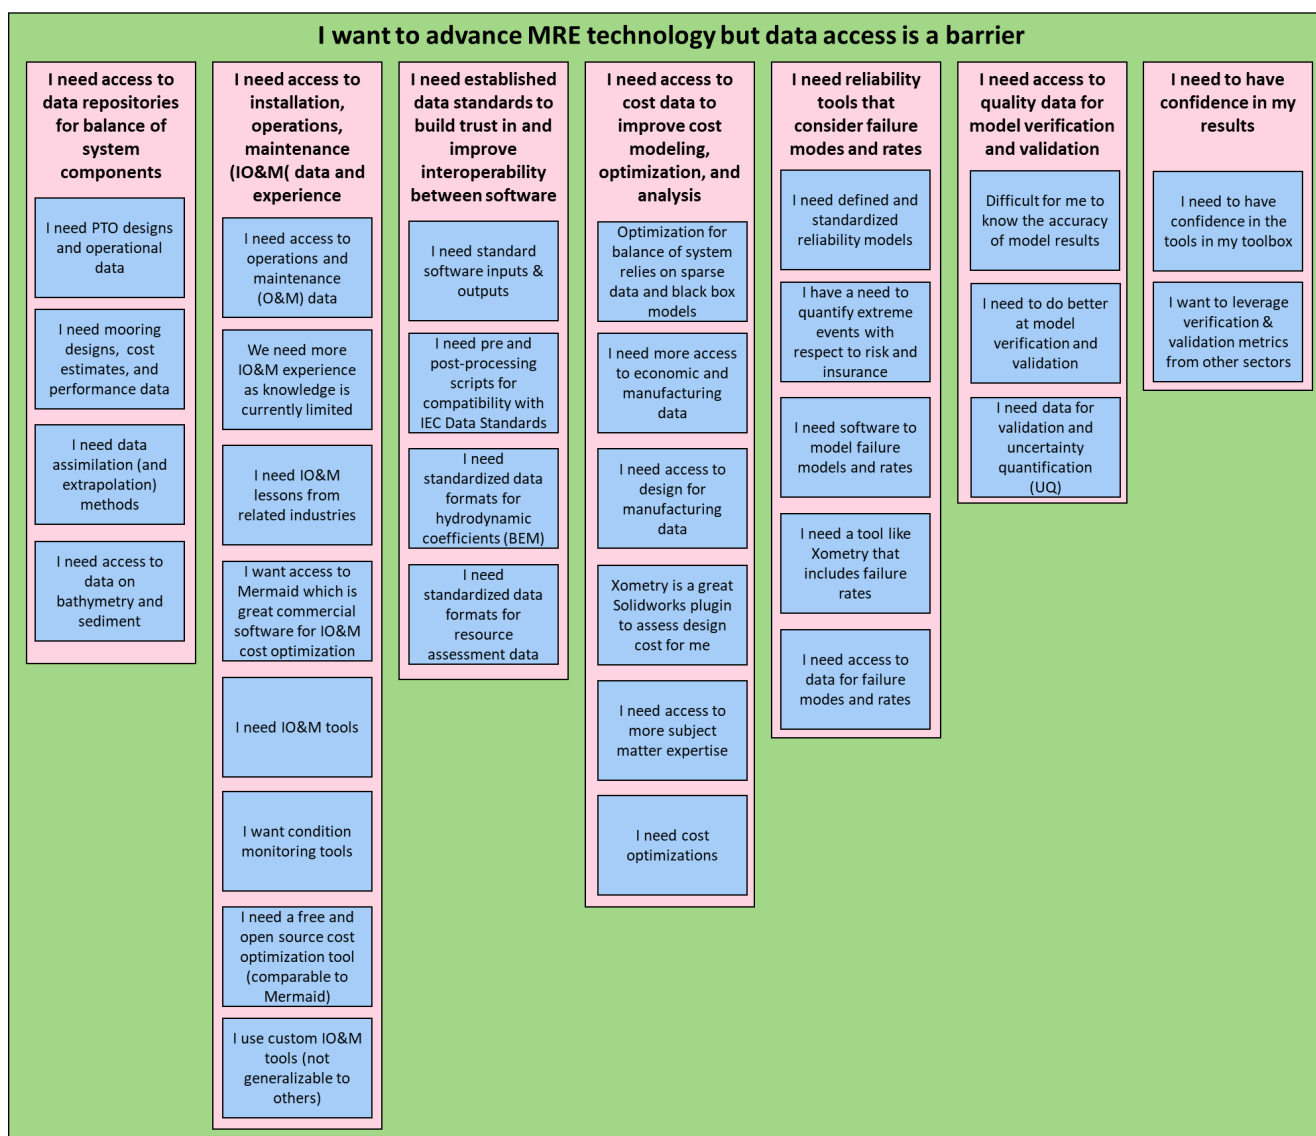 I want to advance MRE technology but data access is a barrier
I need access to
data repositories
for balance of
system
components
I need PTO designs
and operational
data
I need mooring
designs, cost
estimates, and
performance data
I need data
assimilation (and
extrapolation)
methods
I need access to
data on
bathymetry and
sediment
I need access to
installation,
operations,
maintenance
(IO&M( data and
experience
I need access to
operations and
maintenance
(O&M) data
We need more
IO&M experience
as knowledge is
currently limited
I need IO&M
lessons from
related industries
I want access to
Mermaid which is
great commercial
software for IO&M
cost optimization
I need IO&M tools
I want condition
monitoring tools
I need a free and
open source cost
optimization tool
(comparable to
Mermaid)
I use custom IO&M
tools (not
generalizable to
others)
I need established
data standards to
build trust in and
improve
interoperability
between software
I need standard
software inputs &
outputs
I need pre and
post-processing
scripts for
compatibility with
IEC Data Standards
I need
standardized data
formats for
hydrodynamic
coefficients (BEM)
I need
standardized data
formats for
resource
assessment data
I need access to
cost data to
improve cost
modeling,
optimization, and
analysis
Optimization for
balance of system
relies on sparse
data and black box
models
I need more access
to economic and
manufacturing
data
I need access to
design for
manufacturing
data
Xometry is a great
Solidworks plugin
to assess design
cost for me
I need access to
more subject
matter expertise
I need cost
optimizations
I need reliability
tools that
consider failure
modes and rates
I need defined and
standardized
reliability models
I have a need to
quantify extreme
events with
respect to risk and
insurance
I need software to
model failure
models and rates
I need a tool like
Xometry that
includes failure
rates
I need access to
data for failure
modes and rates
I need access to
quality data for
model verification
and validation
Difficult for me to
know the accuracy
of model results
I need to do better
at model
verification and
validation
I need data for
validation and
uncertainty
quantification
(UQ)
I need to have
confidence in my
results
I need to have
confidence in the
tools in my toolbox
I want to leverage
verification &
validation metrics
from other sectors